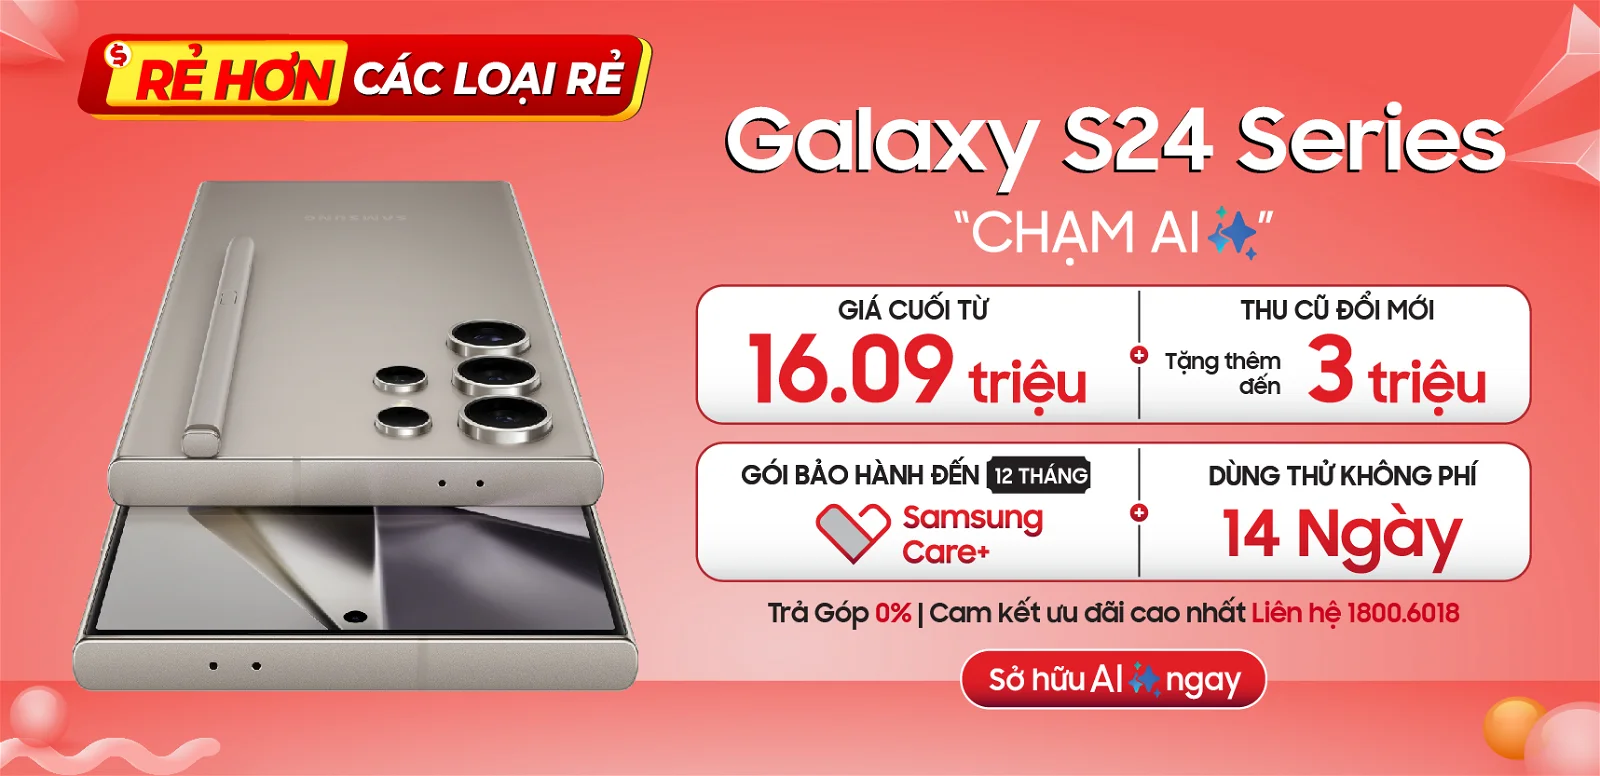 $ RẺ HƠN CÁC LOẠI RẺ
Galaxy S24 Series
“CHẠM AI”
SAMSUNG
GIÁ CUỐI TỪ
16.09 triệu
THU CŨ ĐỔI MỚI
Tặng thêm
đến
3 triệu
GÓI BẢO HÀNH ĐẾN 12 THÁNG
Samsung
Care+
DÙNG THỬ KHÔNG PHÍ
14 Ngày
Trả Góp 0% | Cam kết ưu đãi cao nhất Liên hệ 1800.6018
Sở hữu AI ngay